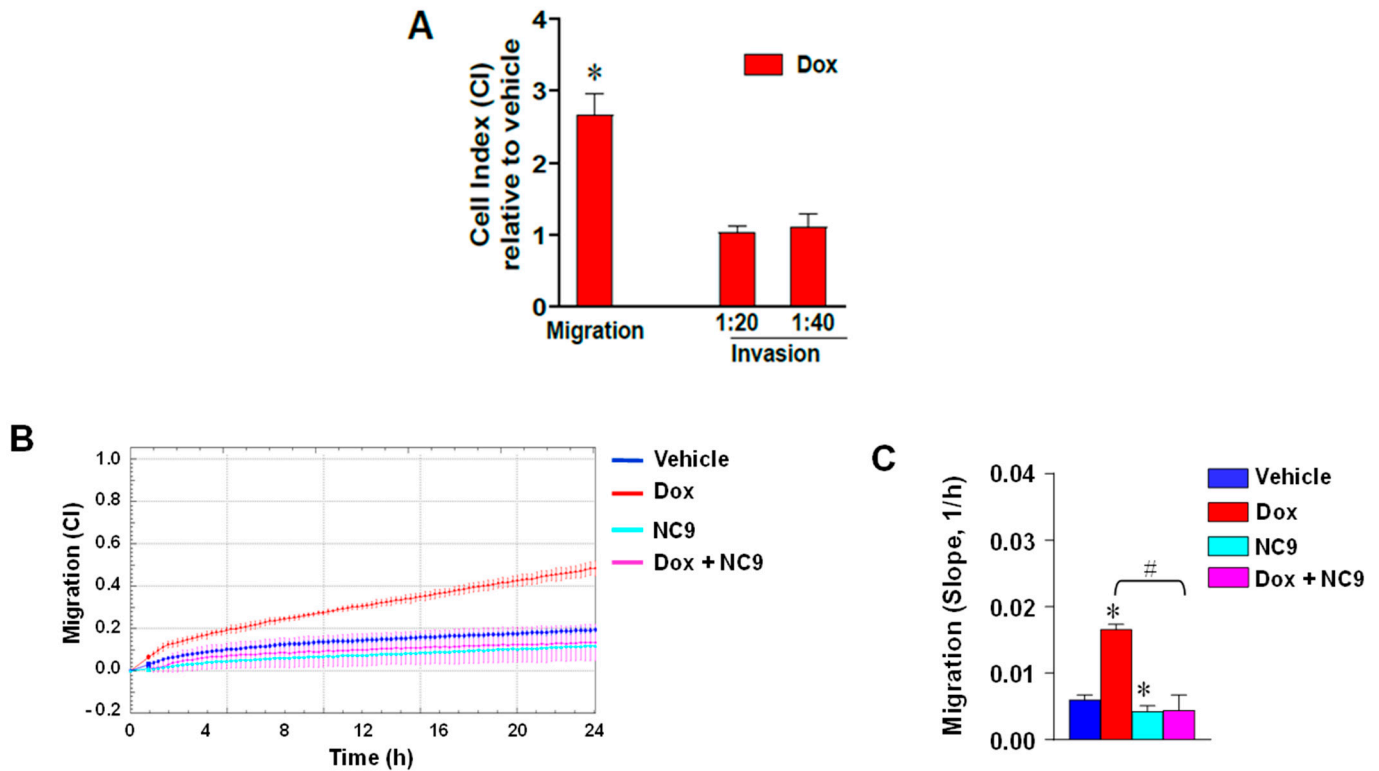 A
Cell Index (CI)
relative to vehicle
4
3
2
1
0
*
Dox
Migration
1:20 1:40
Invasion
B
Migration (CI)
1.0
0.8
0.6
0.4
0.2
0.0
-0.2
0 4 8 12 16 20 24
Time (h)
Vehicle
Dox
NC9
Dox + NC9
C
Migration (Slope, 1/h)
0.04
0.03
0.02
0.01
0.00
*
*
#
Vehicle
Dox
NC9
Dox + NC9